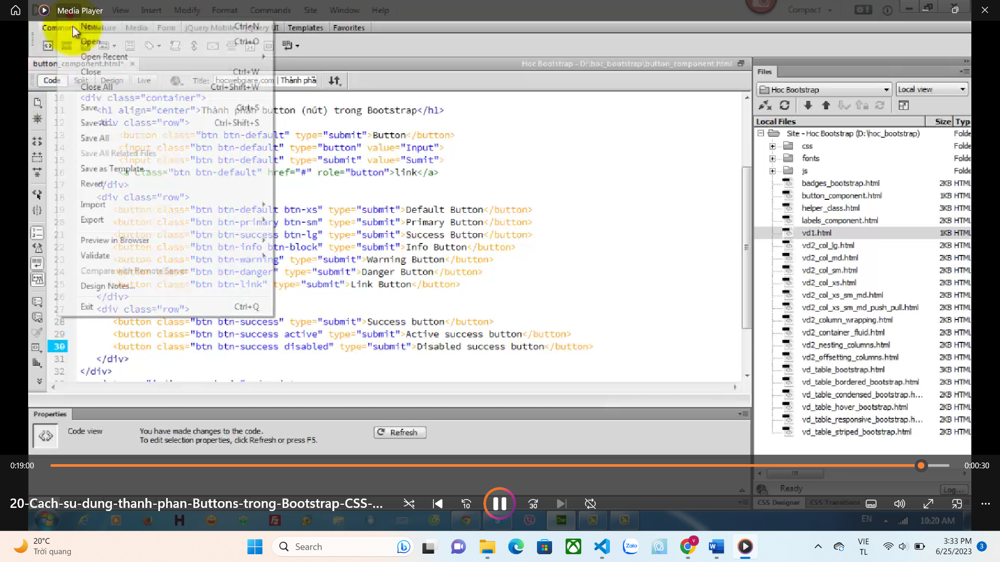 Media Player
View Insert Modify Format Commands Site Window Help
Compact
Common Media Form jQuery Mobile UI Templates Favorites
New Ctrl+N
Open... Ctrl+O
Open Recent
button_component.html*
Hoc Bootstrap - D:\hoc_bootstrap\button_component.html
Close Ctrl+W
Code Split Design Live Title: hocwebgiare.com | Thành phầ
Close All Ctrl+Shift+W
10 <div class="container">
Save Ctrl+S
11 <h1 align="center">Thành phần button (nút) trong Bootstrap</h1>
Save As... Ctrl+Shift+S
12 <div class="row">
Save All
13 <button class="btn btn-default" type="submit">Button</button>
14 <input class="btn btn-default" type="button" value="Input">
Save All Related Files
15 <input class="btn btn-default" type="submit" value="Sumit">
Save as Template...
16 <a class="btn btn-default" href="#" role="button">link</a>
Revert
17 </div>
18 <div class="row">
Import
19 <button class="btn btn-default btn-xs" type="submit">Default Button</button>
Export
20 <button class="btn btn-primary btn-sm" type="submit">Primary Button</button>
21 <button class="btn btn-success btn-lg" type="submit">Success Button</button>
Preview in Browser
22 <button class="btn btn-info btn-block" type="submit">Info Button</button>
Validate
23 <button class="btn btn-warning" type="submit">Warning Button</button>
Compare with Remote Server
24 <button class="btn btn-danger" type="submit">Danger Button</button>
Design Notes...
25 <button class="btn btn-link" type="submit">Link Button</button>
26 </div>
Exit Ctrl+Q
27 <div class="row">
28 <button class="btn btn-success" type="submit">Success button</button>
29 <button class="btn btn-success active" type="submit">Active success button</button>
30 <button class="btn btn-success disabled" type="submit">Disabled success button</button>
31 </div>
32 </div>
Files
Hoc Bootstrap Local view
Local Files Size Typ
Site - Hoc Bootstrap (D:\hoc_bootstrap) Folde
css Folde
fonts Folde
js Folde
badges_bootstrap.html 2KB HTML
button_component.html 1KB HTML
helper_class.html 3KB HTML
labels_component.html 2KB HTML
vd1.html 1KB HTML
vd2_col_lg.html 2KB HTML
vd2_col_md.html 2KB HTML
vd2_col_sm.html 2KB HTML
vd2_col_xs.html 2KB HTML
vd2_col_xs_sm_md.html 2KB HTML
vd2_col_xs_sm_md_push_pull.html 2KB HTML
vd2_column_wrapping.html 2KB HTML
vd2_container_fluid.html 2KB HTML
vd2_nesting_columns.html 2KB HTML
vd2_offsetting_columns.html 2KB HTML
vd_table_bootstrap.html 3KB HTML
vd_table_bordered_bootstrap.html 2KB HTML
vd_table_condensed_bootstrap.h... 2KB HTML
vd_table_hover_bootstrap.html 2KB HTML
vd_table_responsive_bootstrap.h... 2KB HTML
vd_table_striped_bootstrap.html 2KB HTML
Properties
Code view You have made changes to the code. Refresh
To edit selection properties, click Refresh or press F5.
0:19:00 0:00:30
Ready Log...
20-Cach-su-dung-thanh-phan-Buttons-trong-Bootstrap-CSS-...
10 30
CSS Designer CSS Transitions
EN 10:20 AM
20°C
Trời quang
Search
Zalo
VIE
TL
3:33 PM
6/25/2023
3